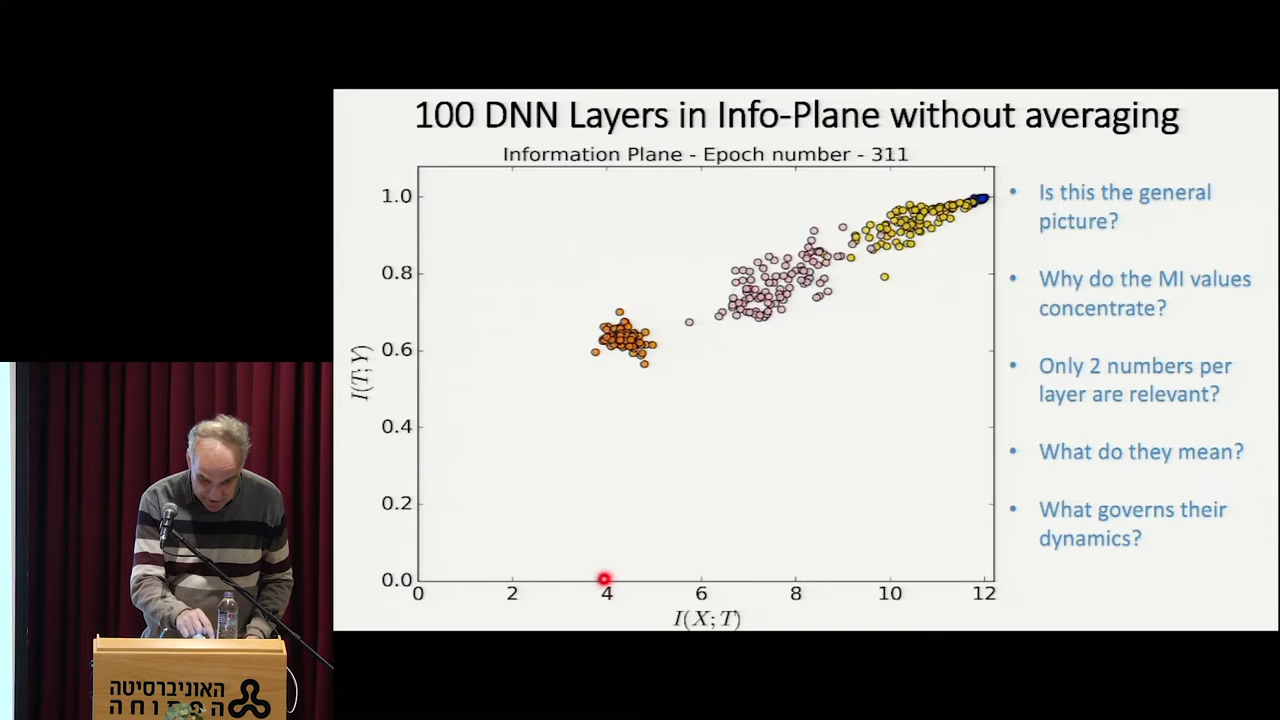 100 DNN Layers in Info-Plane without averaging
Information Plane - Epoch number - 311
1.0
0.8
0.6
0.4
0.2
0.0
I(T;Y)
0 2 4 6 8 10 12
I(X;T)
• Is this the general
picture?
• Why do the MI values
concentrate?
• Only 2 numbers per
layer are relevant?
• What do they mean?
• What governs their
dynamics?
האוניברסיטה
הפתוחה